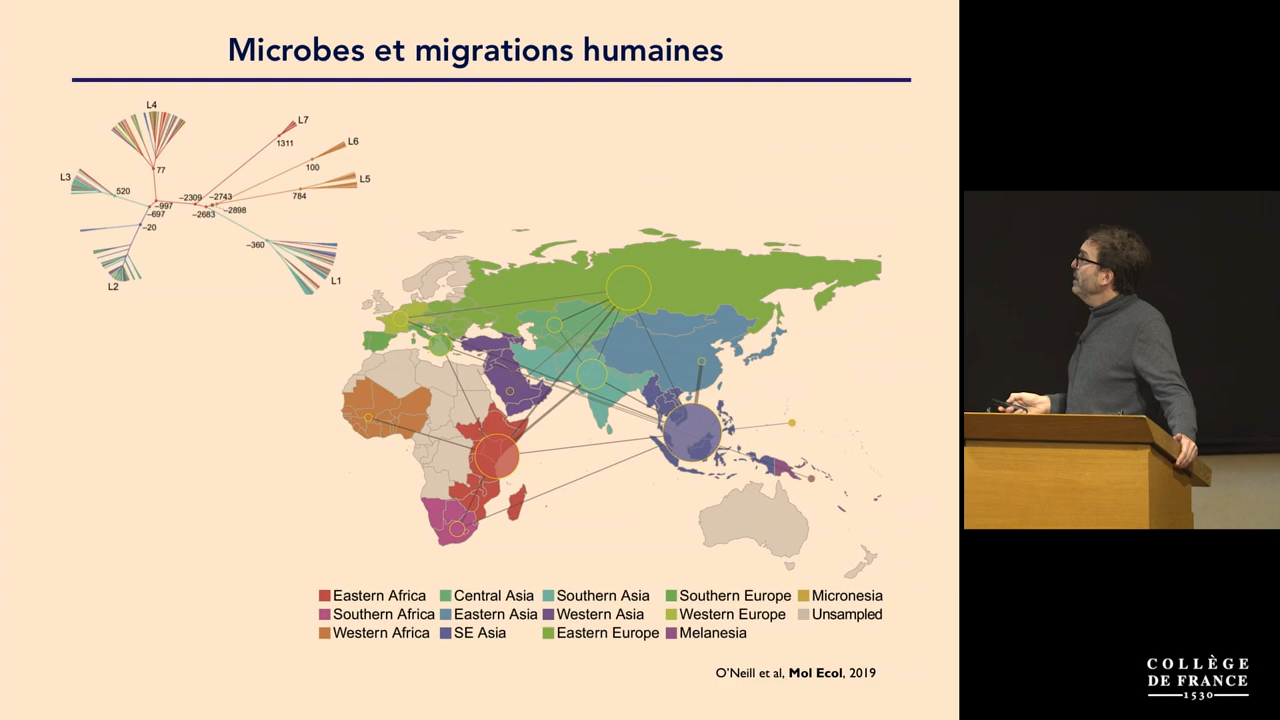 Microbes et migrations humaines
L4
L7
1311
L6
100
L5
784
77
L3
520
−997
−697
−20
−2309
−2743
−2683
−2898
−360
L2
L1
Eastern Africa
Central Asia
Southern Asia
Southern Europe
Micronesia
Southern Africa
Eastern Asia
Western Asia
Western Europe
Unsampled
Western Africa
SE Asia
Eastern Europe
Melanesia
O'Neill et al, Mol Ecol, 2019
COLLÈGE
DE FRANCE
1530